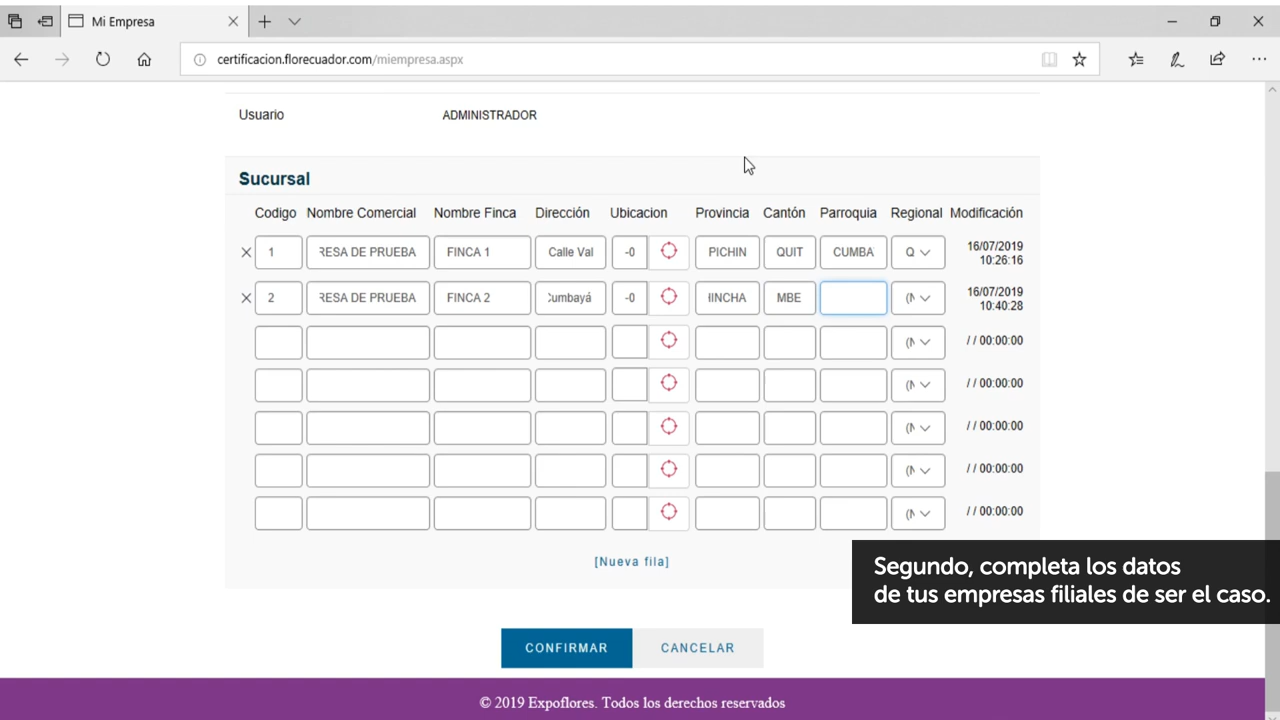 Mi Empresa
certificacion.florecuador.com/miempresa.aspx
Usuario ADMINISTRADOR
Sucursal
Codigo Nombre Comercial Nombre Finca Dirección Ubicacion Provincia Cantón Parroquia Regional Modificación
1 RESA DE PRUEBA FINCA 1 Calle Val -0 PICHIN QUIT CUMBA Q 16/07/2019
10:26:16
2 RESA DE PRUEBA FINCA 2 Cumbayá -0 IINCHA MBE (N 16/07/2019
10:40:28
(N / / 00:00:00
(N / / 00:00:00
(N / / 00:00:00
(N / / 00:00:00
(N / / 00:00:00
[Nueva fila]
Segundo, completa los datos
de tus empresas filiales de ser el caso.
CONFIRMAR CANCELAR
© 2019 Expoflores. Todos los derechos reservados